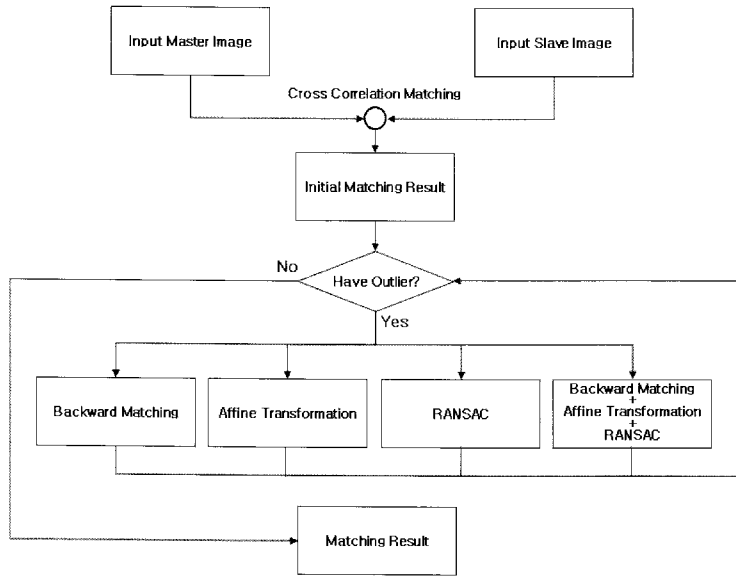 Input Master Image
Input Slave Image
Cross Correlation Matching
Initial Matching Result
Have Outlier?
No
Yes
Backward Matching
Affine Transformation
RANSAC
Backward Matching
+
Affine Transformation
+
RANSAC
Matching Result